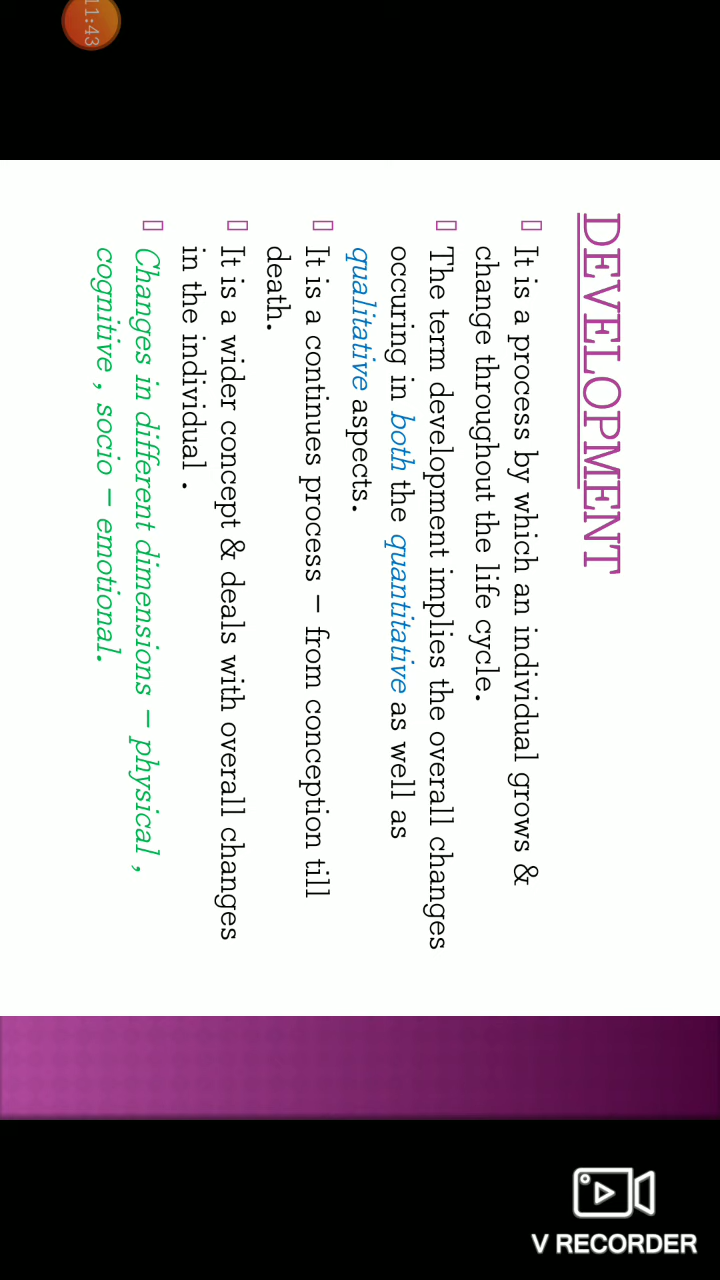 DEVELOPMENT
It is a process by which an individual grows &
change throughout the life cycle.
The term development implies the overall changes
occuring in both the quantitative as well as
qualitative aspects.
It is a continues process – from conception till
death.
It is a wider concept & deals with overall changes
in the individual .
Changes in different dimensions – physical ,
cognitive , socio – emotional.
11:43
V RECORDER